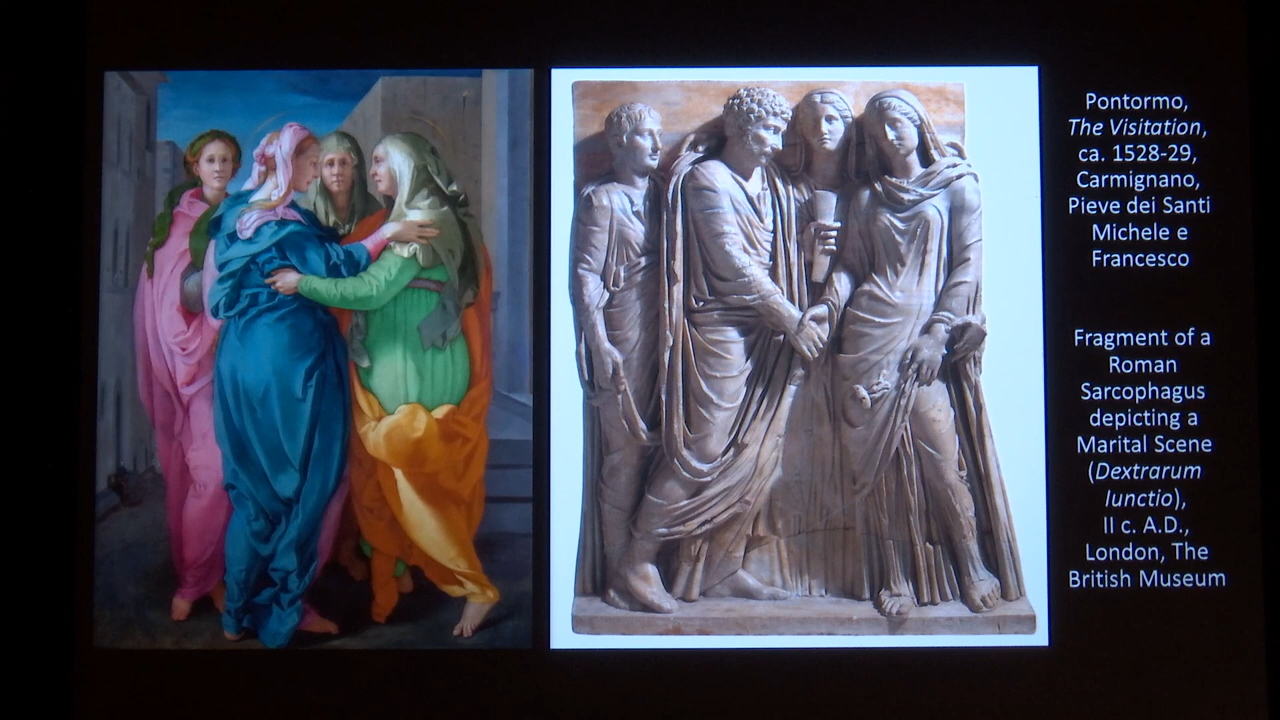 Pontormo,
The Visitation,
ca. 1528-29,
Carmignano,
Pieve dei Santi
Michele e
Francesco
Fragment of a
Roman
Sarcophagus
depicting a
Marital Scene
(Dextrarum
Iunctio),
II c. A.D.,
London, The
British Museum